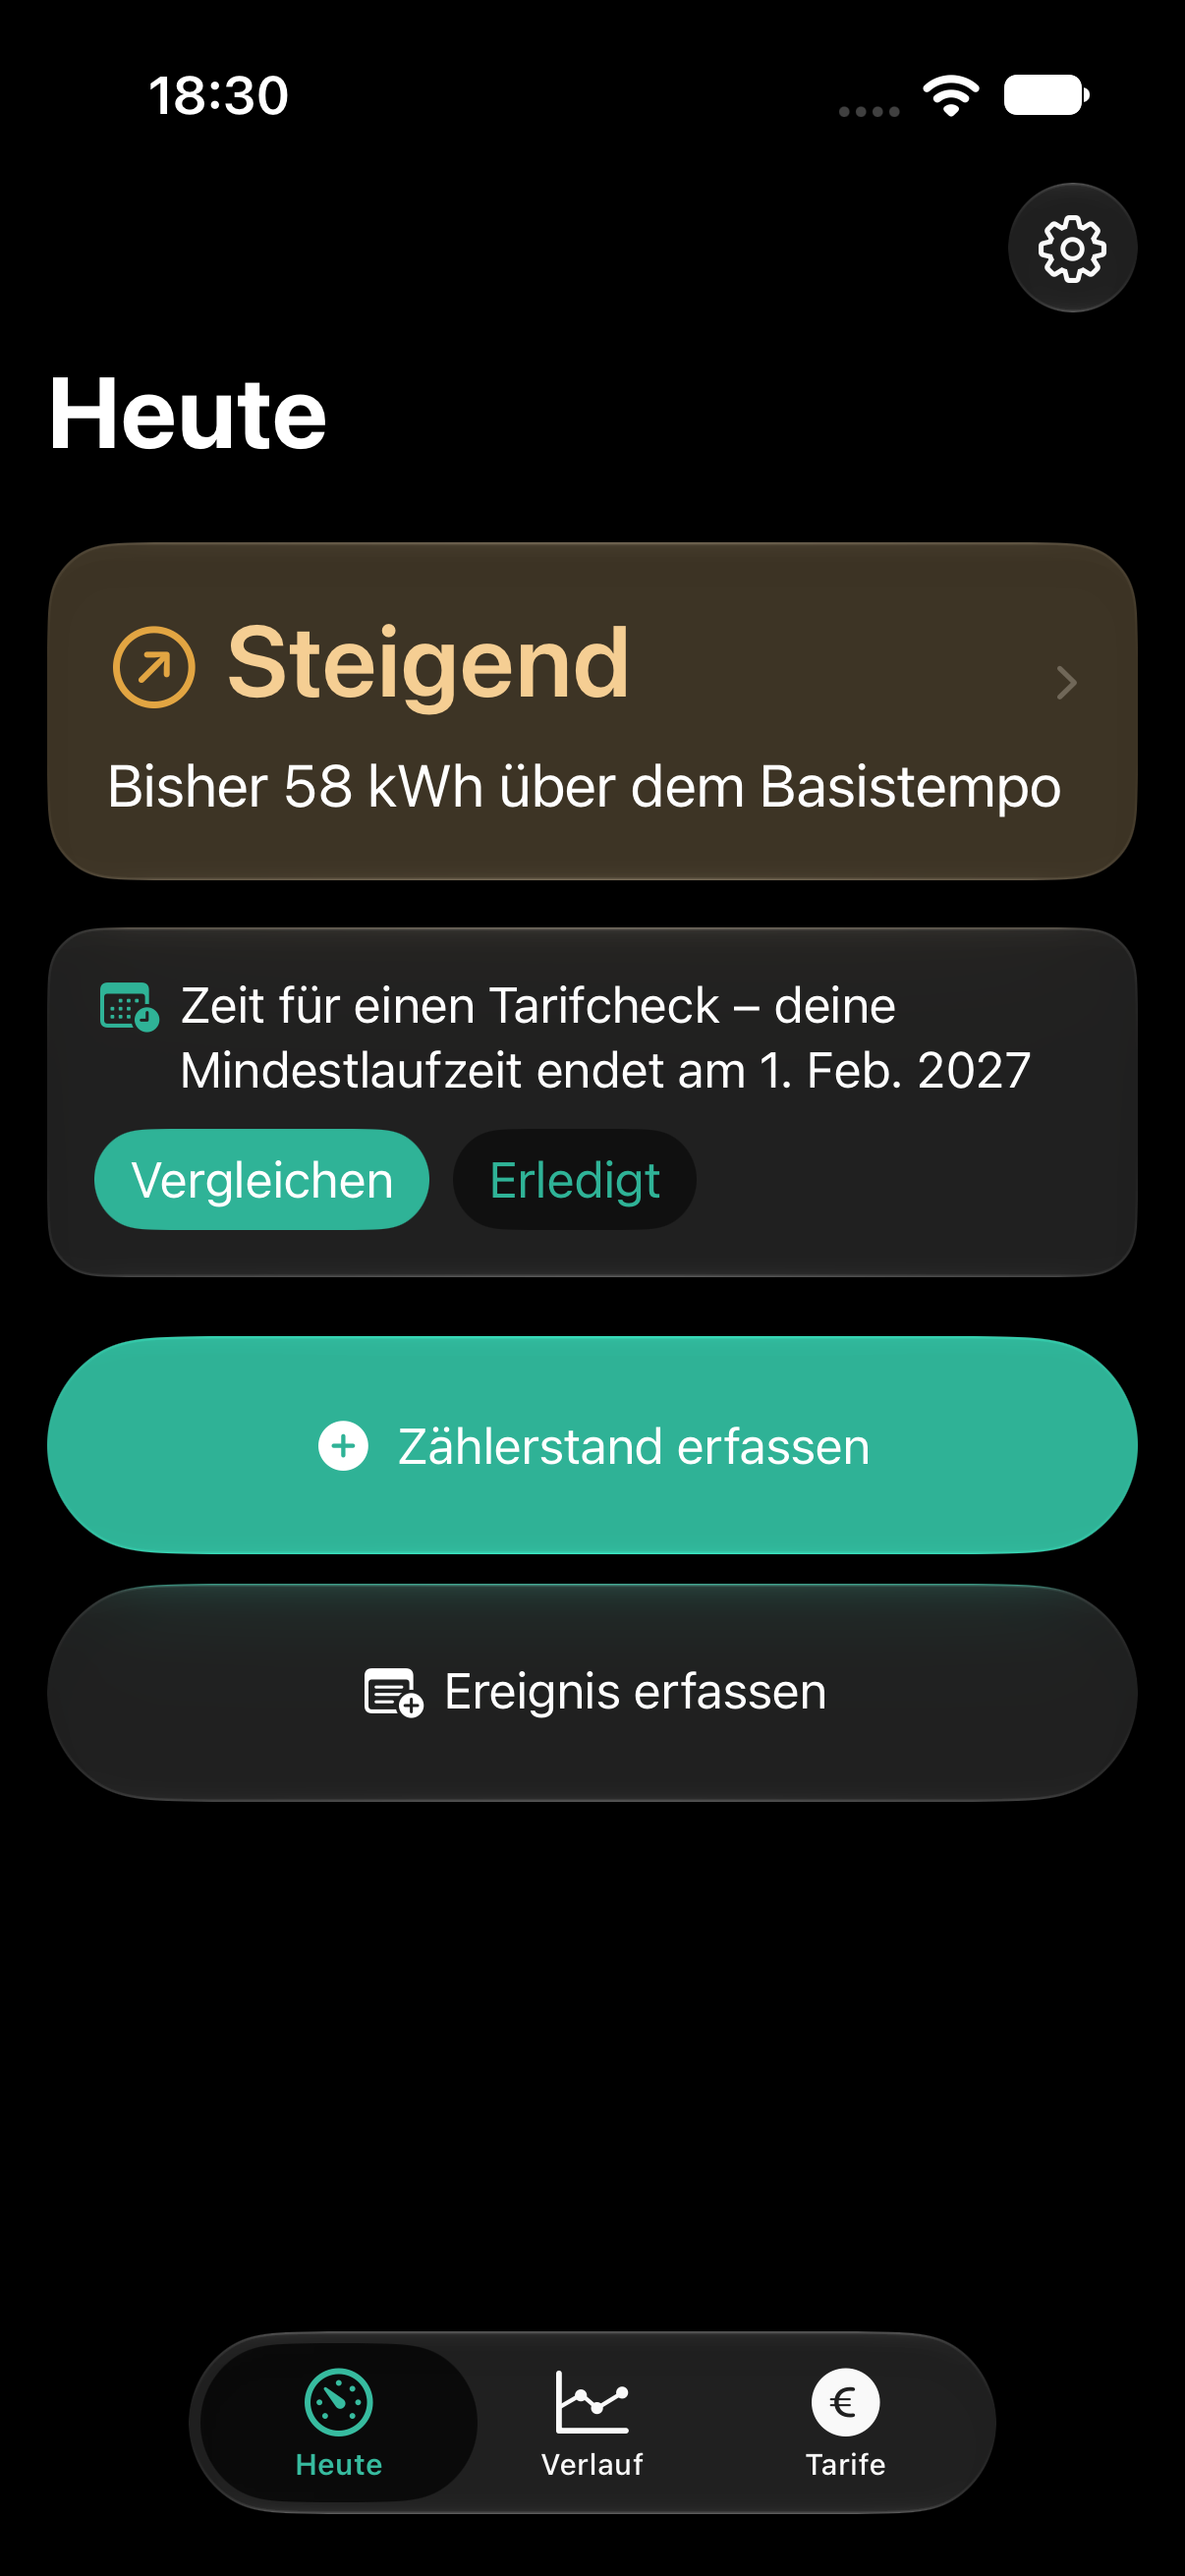 18:30
Heute
Steigend
Bisher 58 kWh über dem Basistempo
Zeit für einen Tarifcheck – deine
Mindestlaufzeit endet am 1. Feb. 2027
Vergleichen
Erledigt
Zählerstand erfassen
Ereignis erfassen
Heute
Verlauf
Tarife